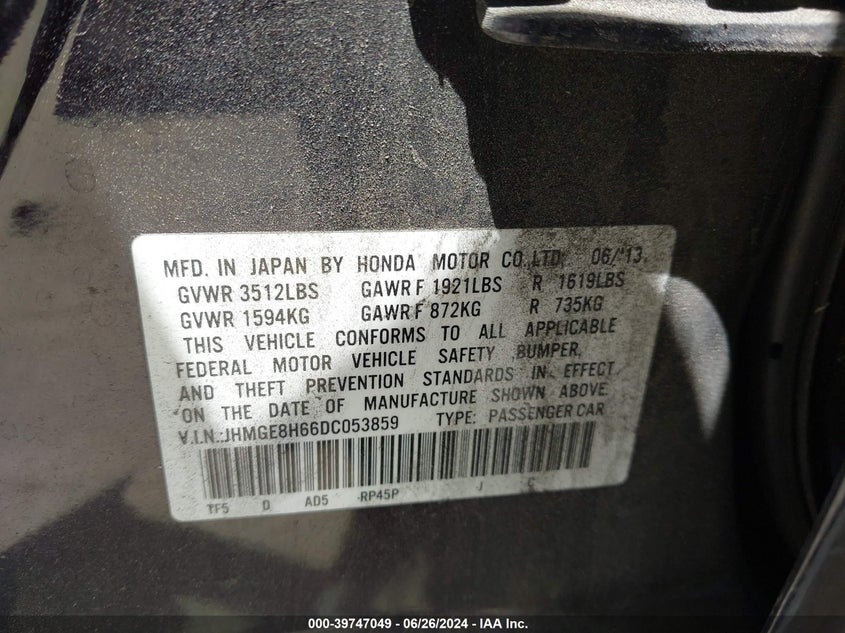 MFD. IN JAPAN BY HONDA MOTOR CO.,LTD. 06/'13
GVWR 3512LBS GAWR F 1921LBS R 1619LBS
GVWR 1594KG GAWR F 872KG R 735KG
THIS VEHICLE CONFORMS TO ALL APPLICABLE
FEDERAL MOTOR VEHICLE SAFETY BUMPER,
AND THEFT PREVENTION STANDARDS IN EFFECT
ON THE DATE OF MANUFACTURE SHOWN ABOVE.
V.I.N.:JHMGE8H66DC053859 TYPE: PASSENGER CAR
TF5 D AD5 -RP45P -J C
000-39747049 - 06/26/2024 - IAA Inc.